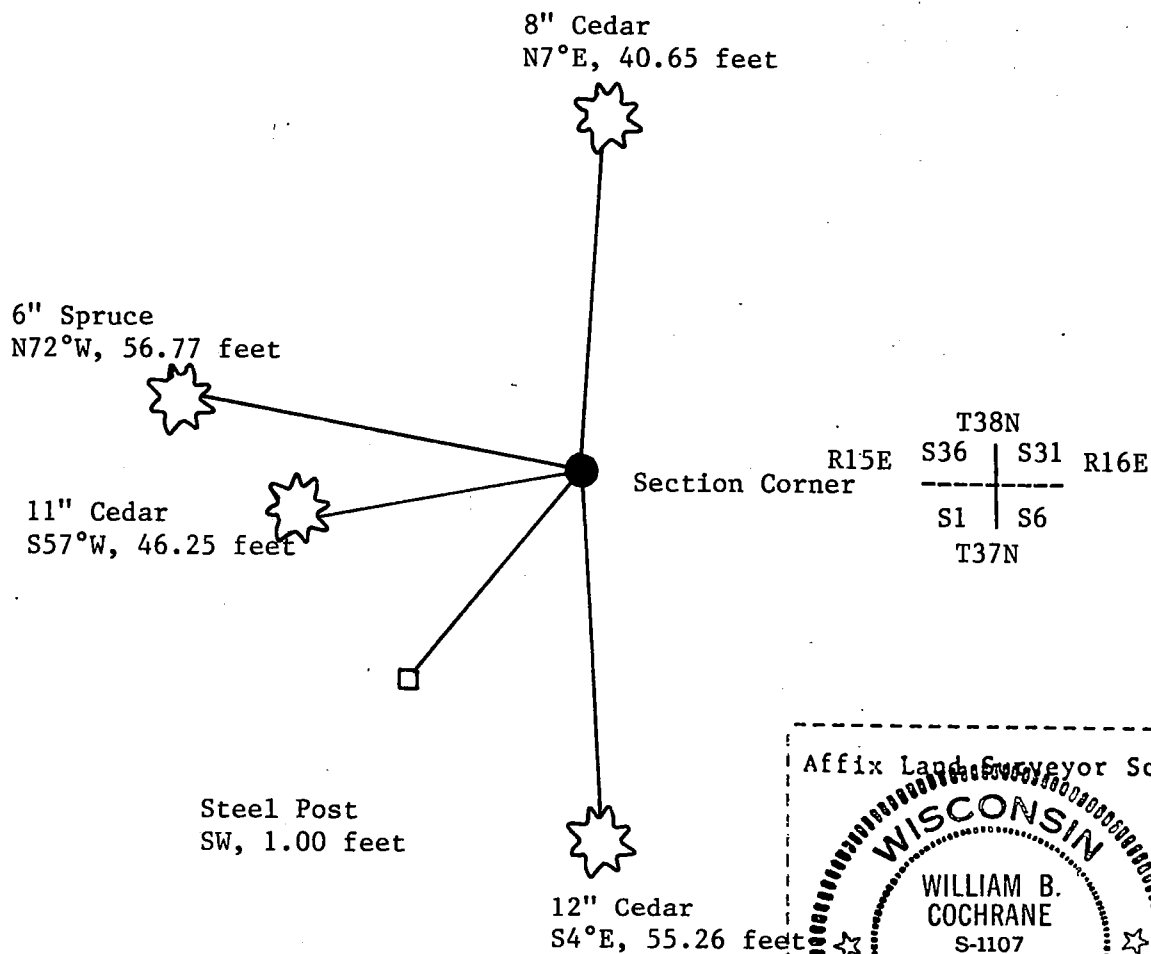 8" Cedar
N7°E, 40.65 feet
6" Spruce
N72°W, 56.77 feet
11" Cedar
S57°W, 46.25 feet
Section Corner
T38N
R15E S36 S31 R16E
S1 S6
T37N
Steel Post
SW, 1.00 feet
12" Cedar
S4°E, 55.26 feet
Affix Land Surveyor
WISCONSIN
WILLIAM B.
COCHRANE
S-1107